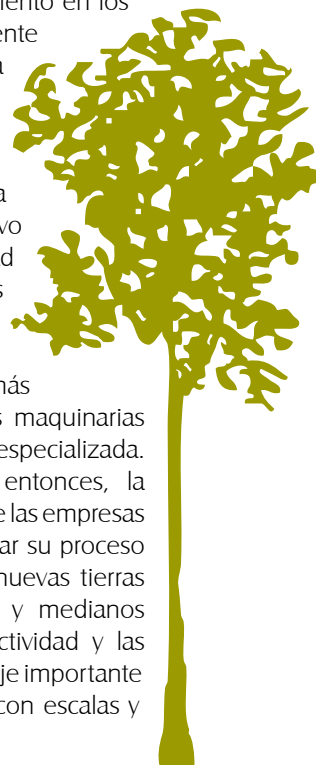 en los
ente
a
a
vo
d
s
más
s maquinarias
especializada.
entonces, la
e las empresas
ar su proceso
nuevas tierras
y medianos
ctividad y las
je importante
con escalas y